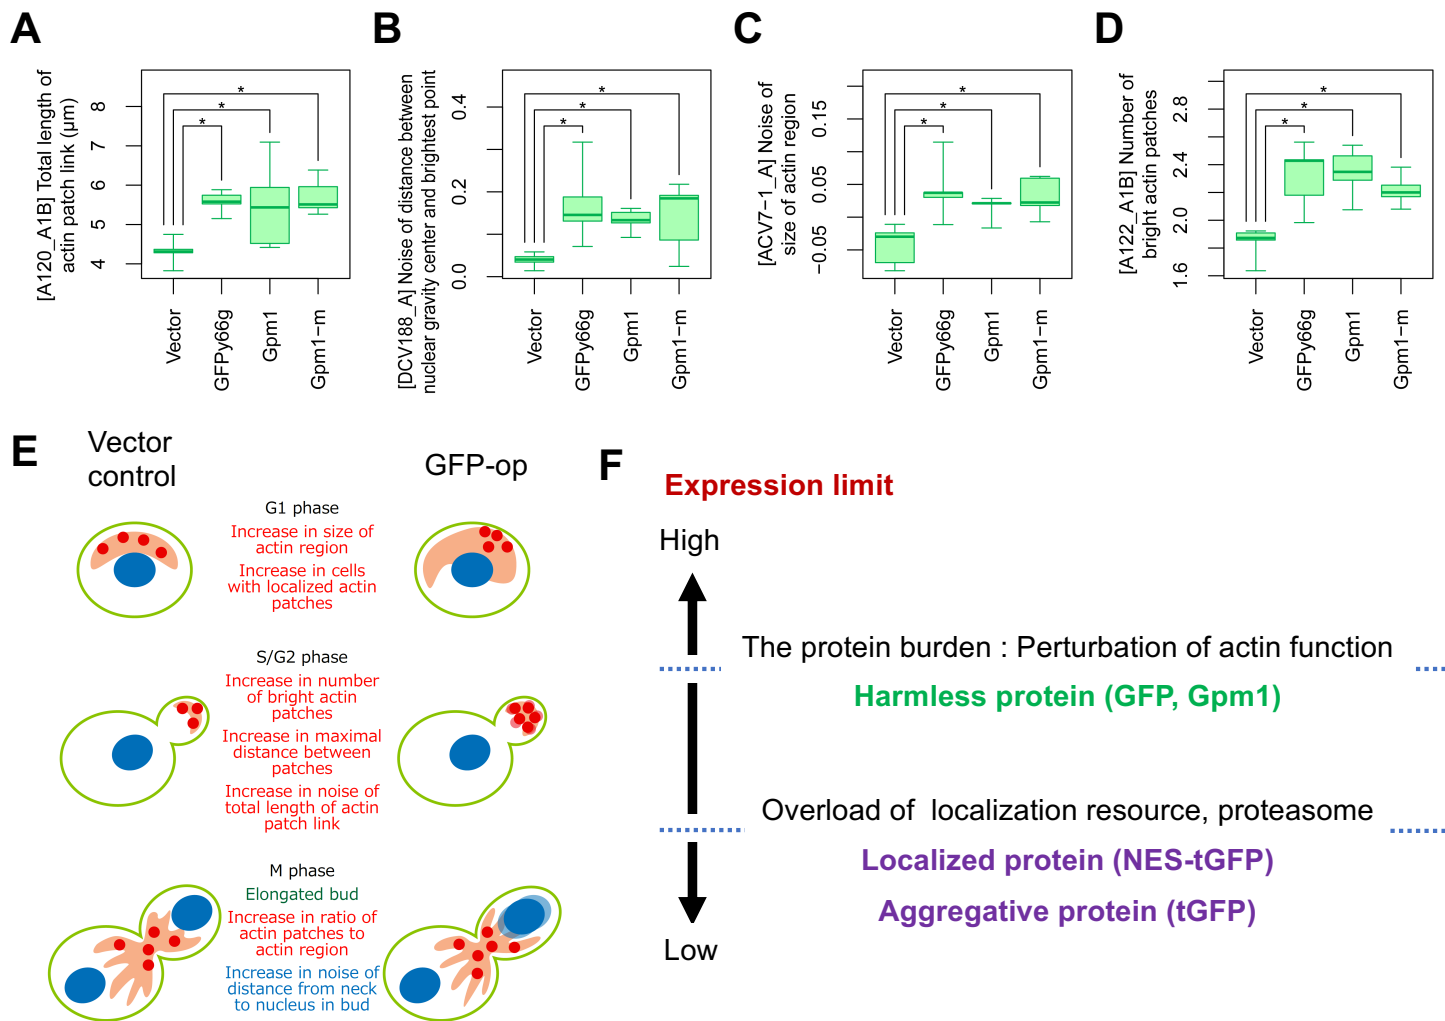 A
[A120_A1B] Total length of
actin patch link (μm)
8
7
6
5
4
*
*
*
Vector
GFPy66g
Gpm1
Gpm1−m
B
[DCV188_A] Noise of distance between
nuclear gravity center and brightest point
0.4
0.2
0.0
*
*
*
Vector
GFPy66g
Gpm1
Gpm1−m
C
[ACV7−1_A] Noise of
size of actin region
0.15
0.05
−0.05
*
*
*
Vector
GFPy66g
Gpm1
Gpm1−m
D
[A122_A1B] Number of
bright actin patches
2.8
2.4
2.0
1.6
*
*
*
Vector
GFPy66g
Gpm1
Gpm1−m
E
Vector
control
GFP-op
G1 phase
Increase in size of
actin region
Increase in cells
with localized actin
patches
S/G2 phase
Increase in number
of bright actin
patches
Increase in maximal
distance between
patches
Increase in noise of
total length of actin
patch link
M phase
Elongated bud
Increase in ratio of
actin patches to
actin region
Increase in noise of
distance from neck
to nucleus in bud
F
Expression limit
High
The protein burden : Perturbation of actin function
Harmless protein (GFP, Gpm1)
Overload of localization resource, proteasome
Localized protein (NES-tGFP)
Aggregative protein (tGFP)
Low